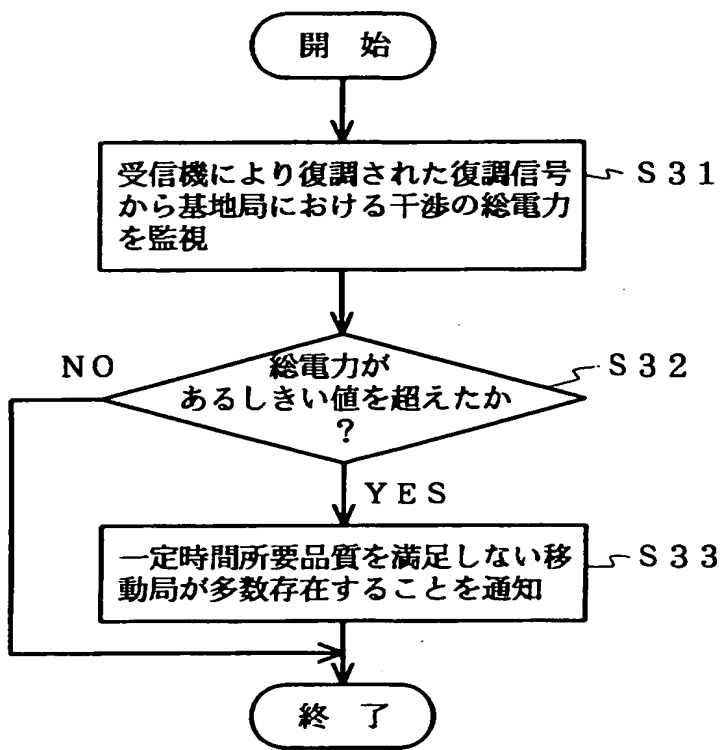 開 始
受信機により復調された復調信号
から基地局における干渉の総電力
を監視
S31
総電力が
あるしきい値を超えたか
?
S32
NO
YES
一定時間所要品質を満足しない移
動局が多数存在することを通知
S33
終 了